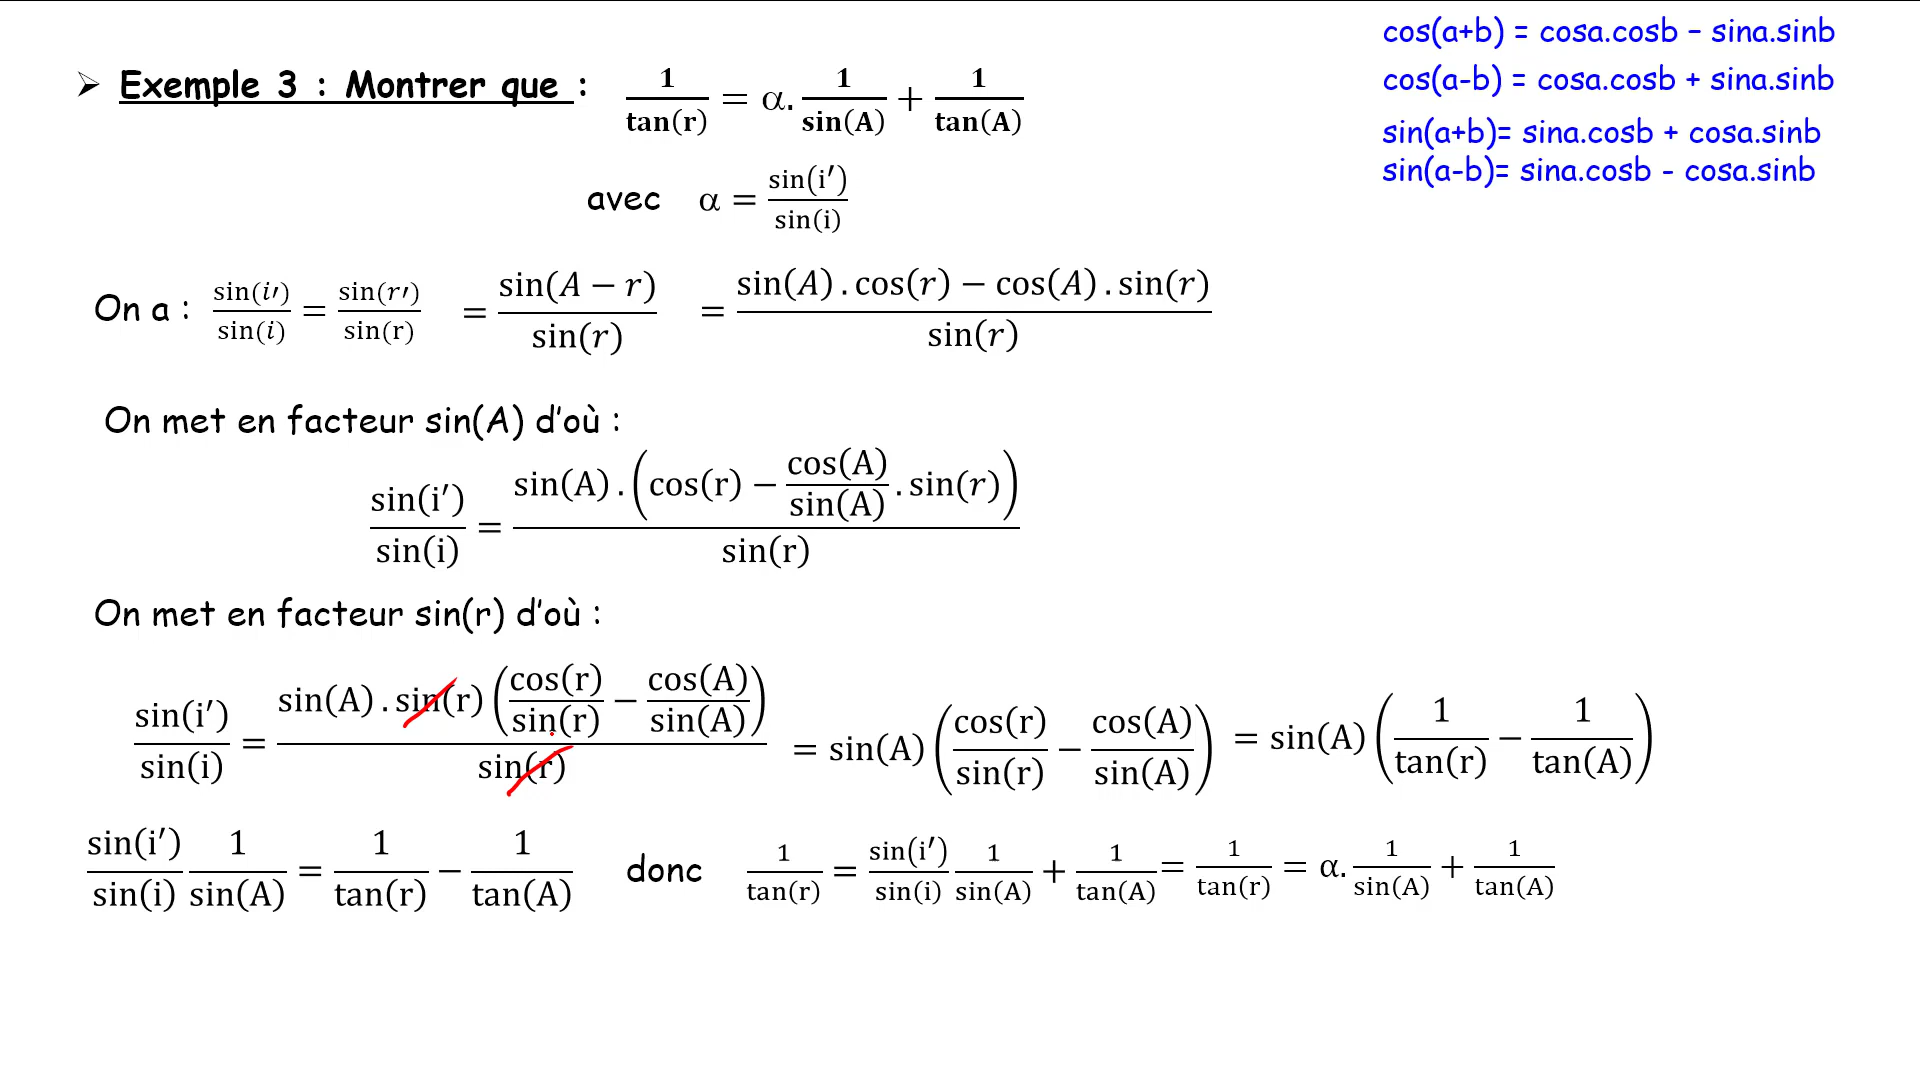 cos(a+b) = cosa.cosb – sina.sinb
cos(a-b) = cosa.cosb + sina.sinb
sin(a+b)= sina.cosb + cosa.sinb
sin(a-b)= sina.cosb - cosa.sinb
➢ Exemple 3 : Montrer que : 1/tan(r) = α. 1/sin(A) + 1/tan(A)
avec α = sin(i′)/sin(i)
On a : sin(i′)/sin(i) = sin(r′)/sin(r) = sin(A − r)/sin(r) = (sin(A) . cos(r) − cos(A) . sin(r))/sin(r)
On met en facteur sin(A) d’où :
sin(i′)/sin(i) = (sin(A) . (cos(r) − cos(A)/sin(A) . sin(r)))/sin(r)
On met en facteur sin(r) d’où :
sin(i′)/sin(i) = (sin(A) . sin(r) (cos(r)/sin(r) − cos(A)/sin(A)))/sin(r) = sin(A) (cos(r)/sin(r) − cos(A)/sin(A)) = sin(A) (1/tan(r) − 1/tan(A))
sin(i′)/sin(i) 1/sin(A) = 1/tan(r) − 1/tan(A) donc 1/tan(r) = sin(i′)/sin(i) 1/sin(A) + 1/tan(A) = 1/tan(r) = α. 1/sin(A) + 1/tan(A)